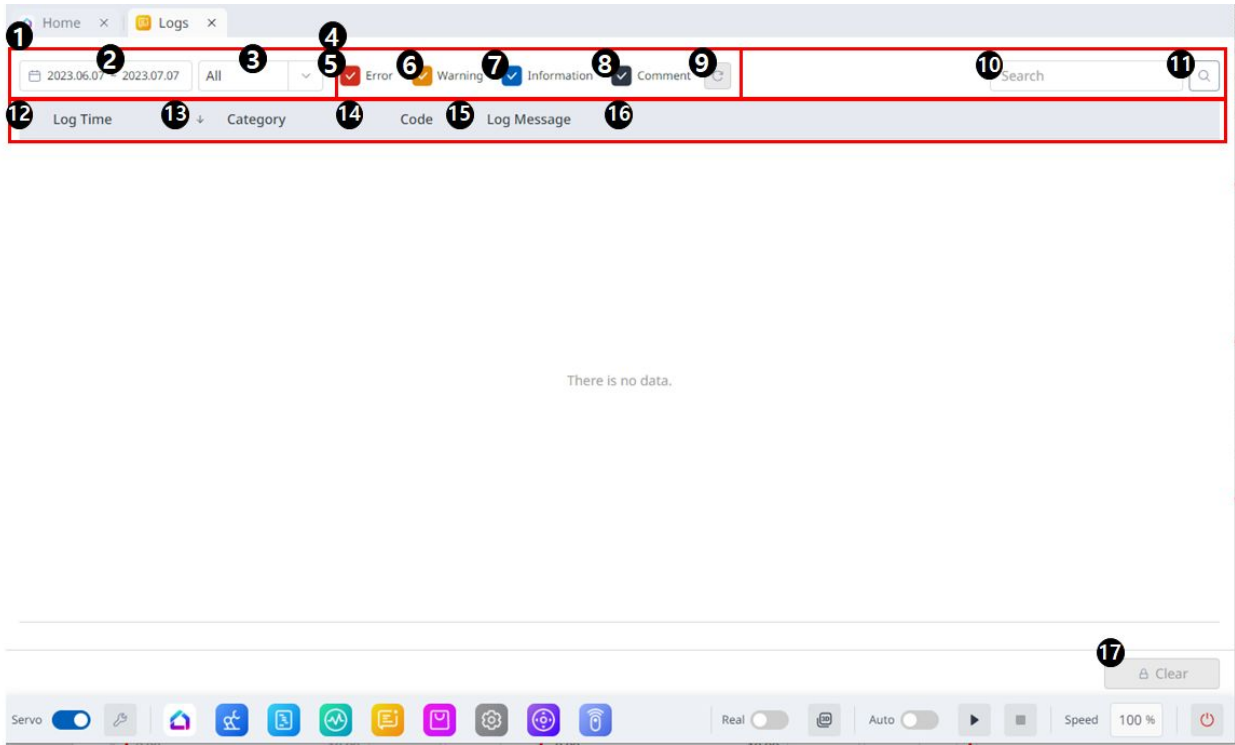 Home × Logs ×
1 4
2 3 5 6 7 8 9 10 11
2023.06.07 ~ 2023.07.07 All Error Warning Information Comment Search
12 Log Time 13 ↓ Category 14 Code 15 Log Message 16
There is no data.
17
Clear
Servo Real 3D Auto Speed 100 %